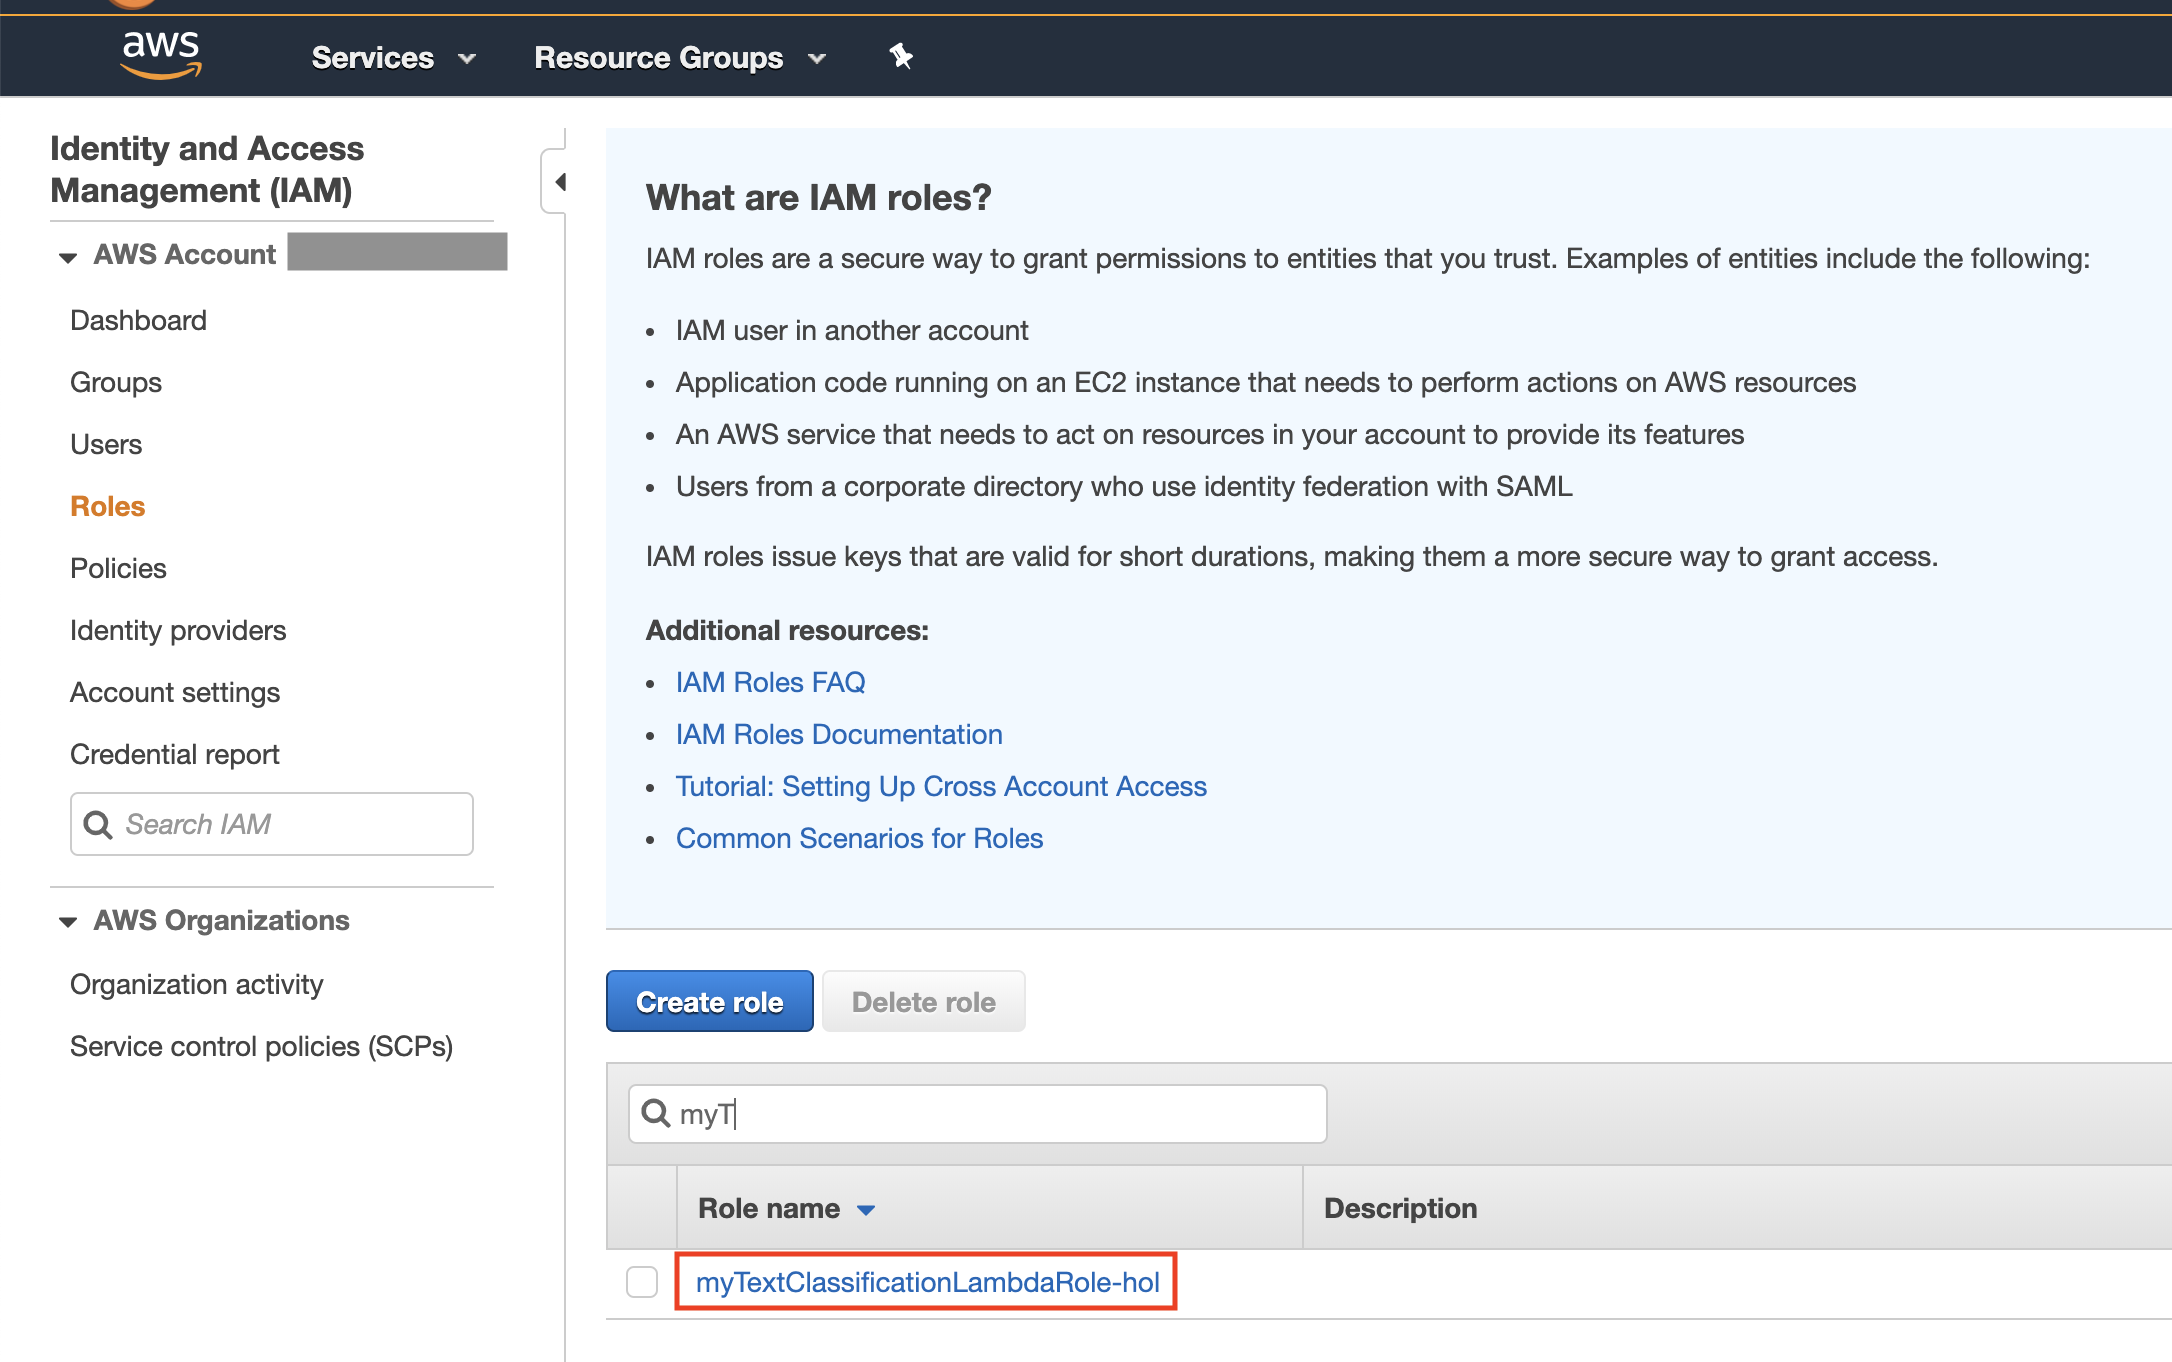 aws
Services
Resource Groups
Identity and Access
Management (IAM)
AWS Account
Dashboard
Groups
Users
Roles
Policies
Identity providers
Account settings
Credential report
Search IAM
AWS Organizations
Organization activity
Service control policies (SCPs)
What are IAM roles?
IAM roles are a secure way to grant permissions to entities that you trust. Examples of entities include the following:
• IAM user in another account
• Application code running on an EC2 instance that needs to perform actions on AWS resources
• An AWS service that needs to act on resources in your account to provide its features
• Users from a corporate directory who use identity federation with SAML
IAM roles issue keys that are valid for short durations, making them a more secure way to grant access.
Additional resources:
• IAM Roles FAQ
• IAM Roles Documentation
• Tutorial: Setting Up Cross Account Access
• Common Scenarios for Roles
Create role
Delete role
myT
Role name
Description
myTextClassificationLambdaRole-hol